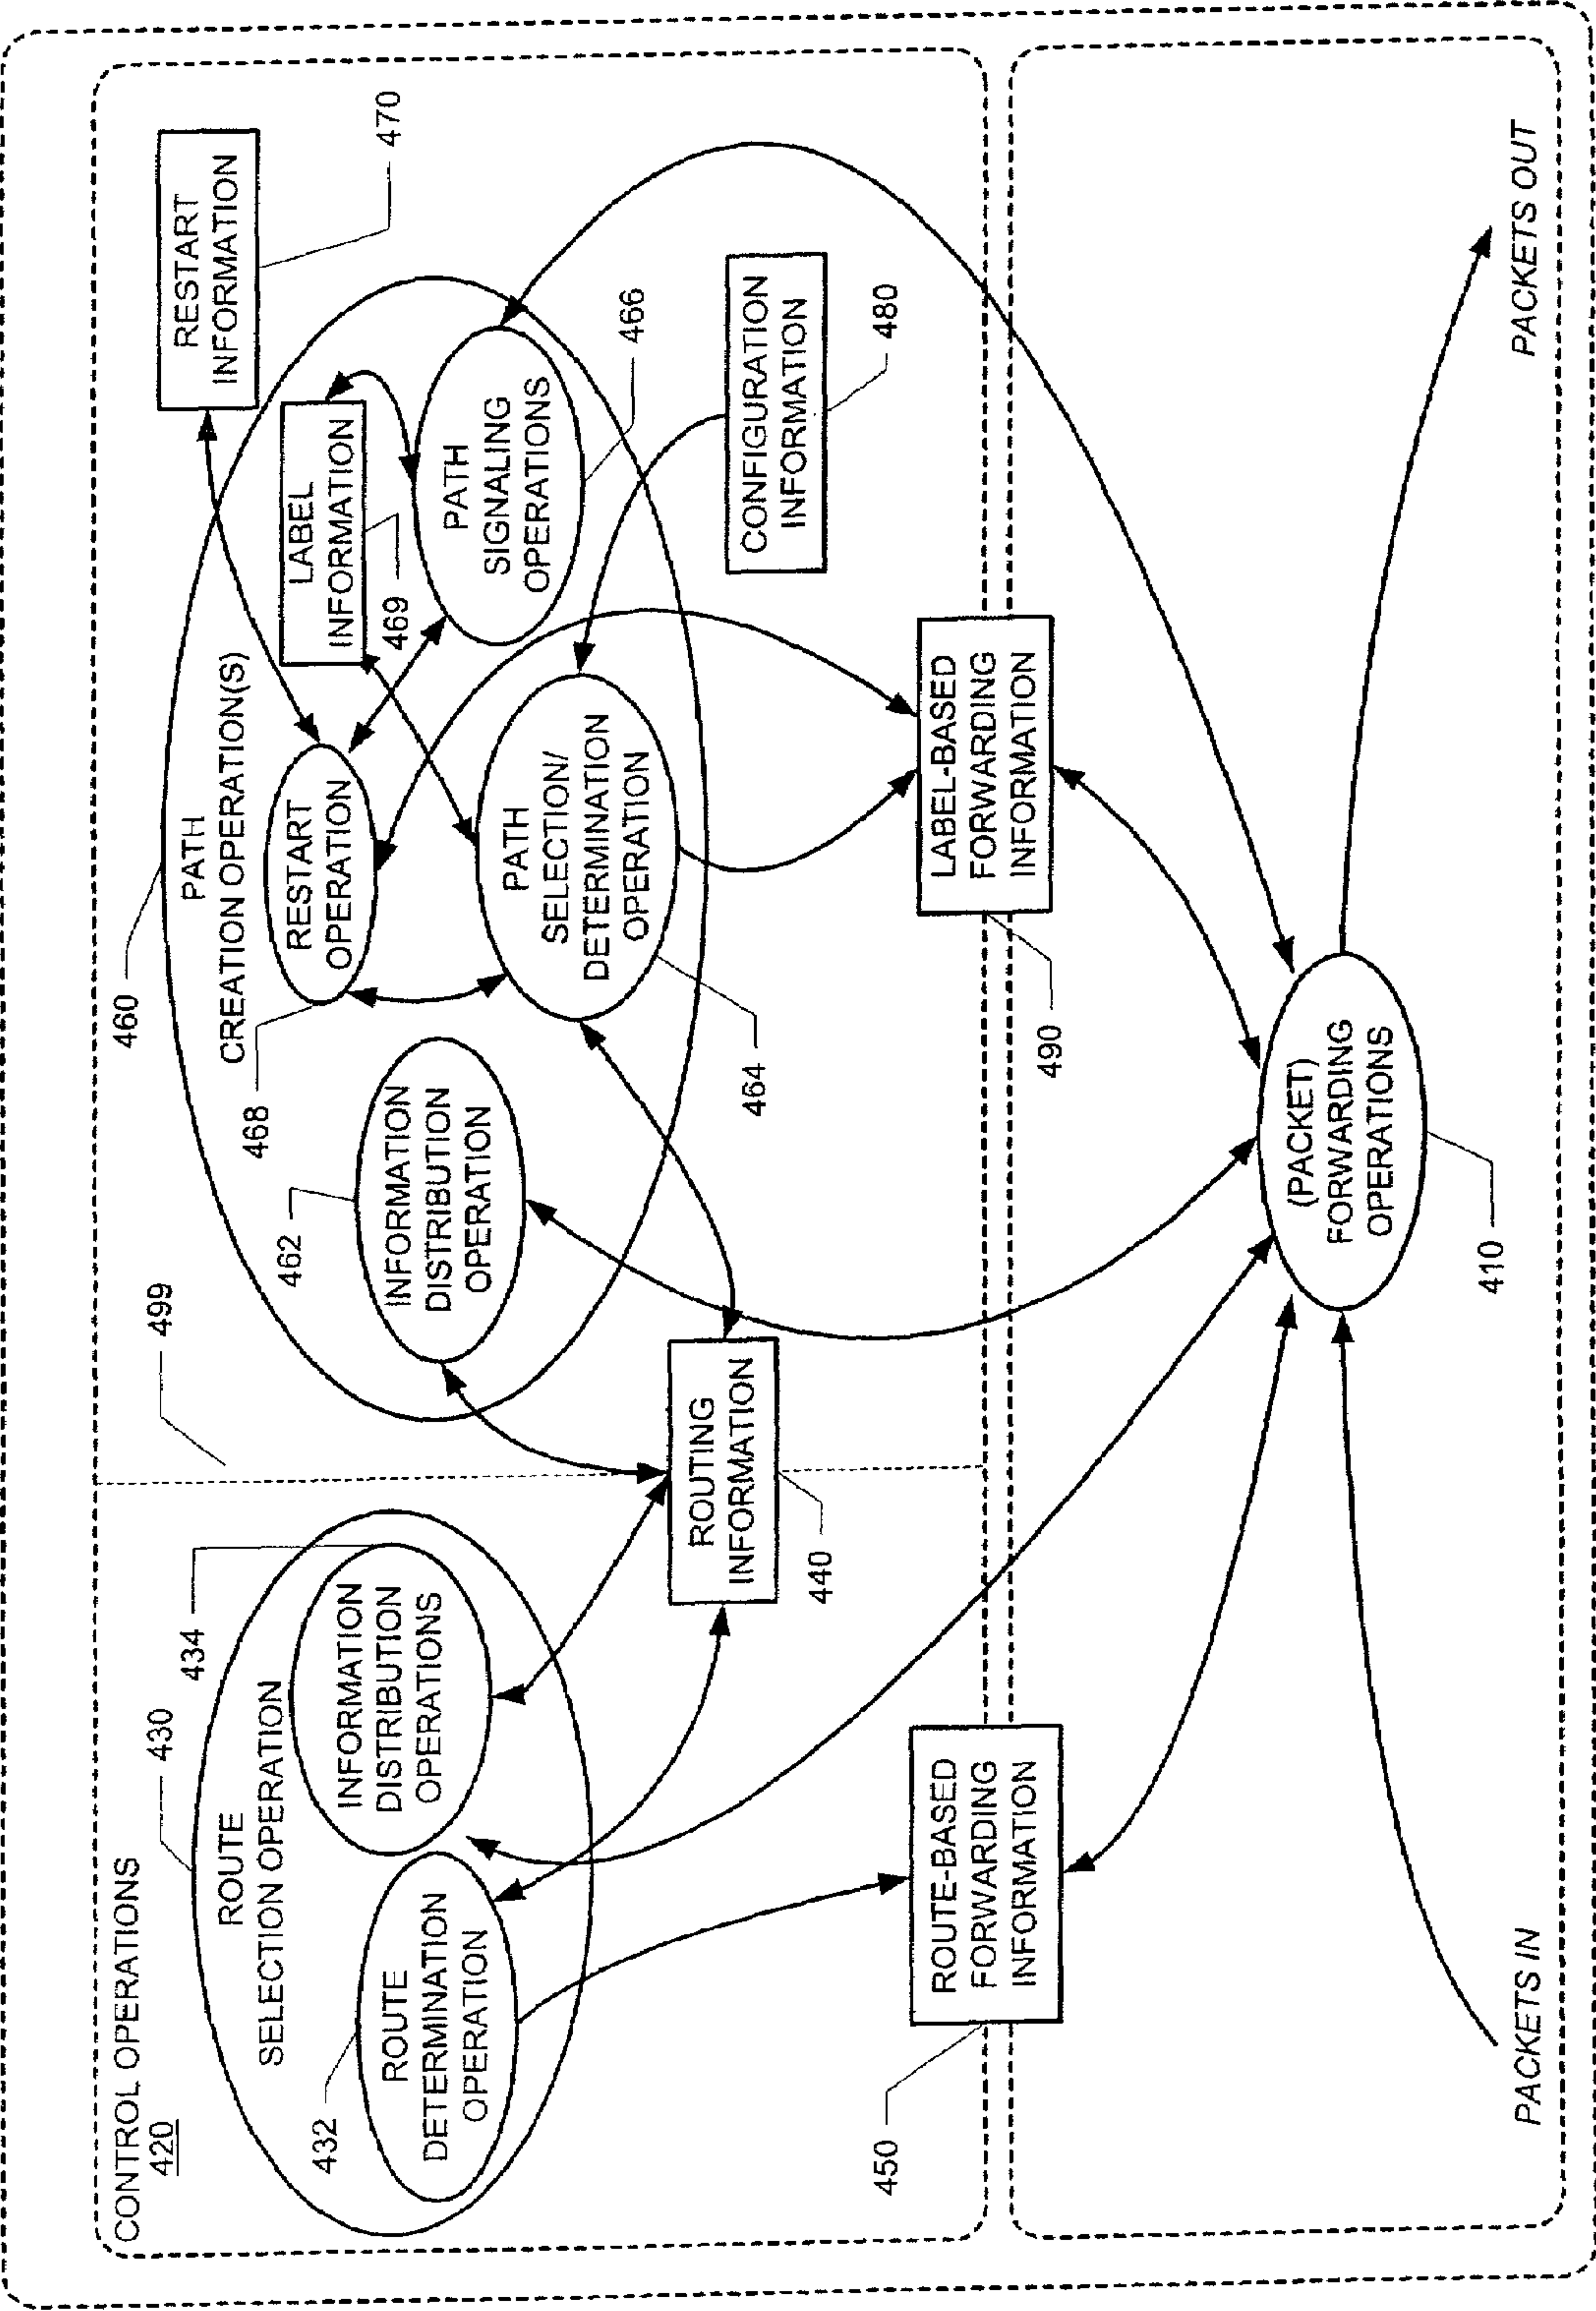 CONTROL OPERATIONS
420
430
ROUTE
SELECTION OPERATION
434
INFORMATION
DISTRIBUTION
OPERATIONS
432
ROUTE
DETERMINATION
OPERATION
499
460
PATH
CREATION OPERATION(S)
462
INFORMATION
DISTRIBUTION
OPERATION
468
RESTART
OPERATION
LABEL
INFORMATION
469
RESTART
INFORMATION
470
PATH
SELECTION/
DETERMINATION
OPERATION
464
PATH
SIGNALING
OPERATIONS
466
CONFIGURATION
INFORMATION
480
ROUTING
INFORMATION
440
ROUTE-BASED
FORWARDING
INFORMATION
450
LABEL-BASED
FORWARDING
INFORMATION
490
(PACKET)
FORWARDING
OPERATIONS
410
PACKETS IN
PACKETS OUT